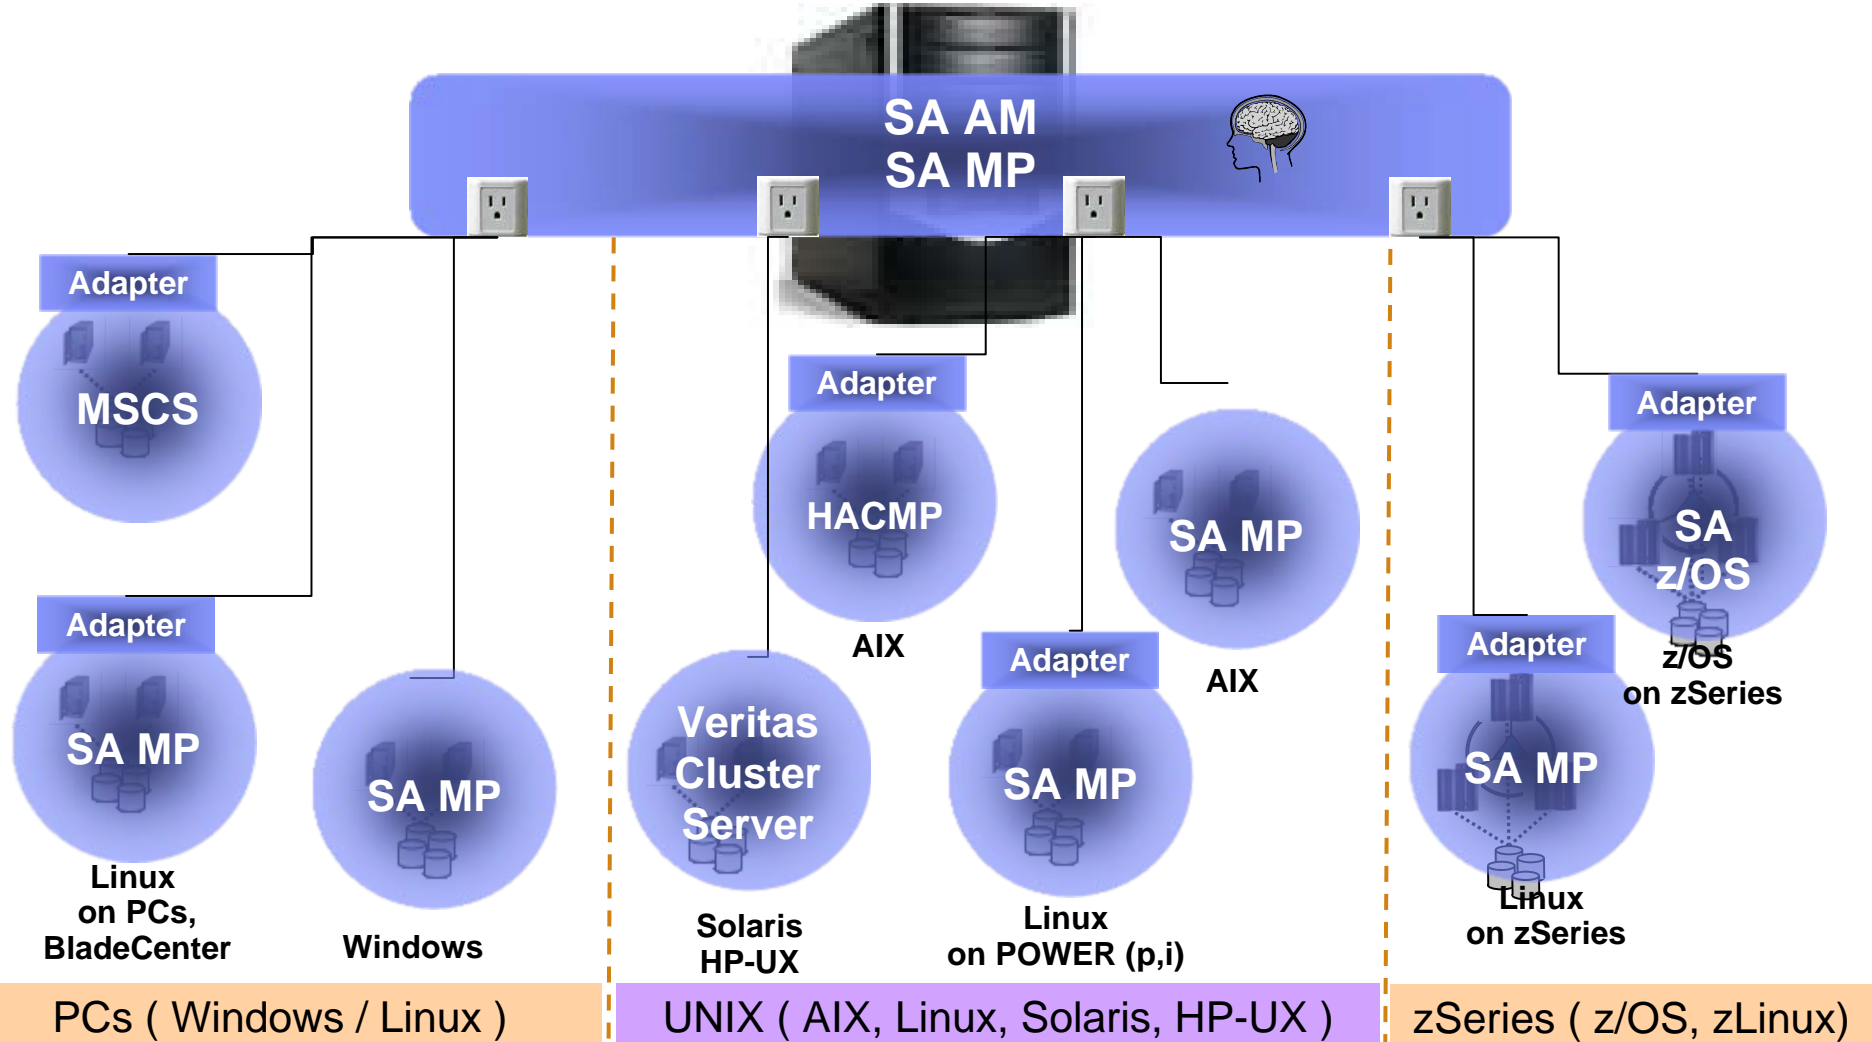 SA AM
SA MP
Adapter
MSCS
Adapter
SA MP
Linux
on PCs,
BladeCenter
SA MP
Windows
Veritas
Cluster
Server
Solaris
HP-UX
Adapter
HACMP
AIX
Adapter
SA MP
Linux
on POWER (p,i)
SA MP
AIX
Adapter
SA MP
Linux
on zSeries
Adapter
SA
z/OS
z/OS
on zSeries
PCs ( Windows / Linux )
UNIX ( AIX, Linux, Solaris, HP-UX )
zSeries ( z/OS, zLinux)